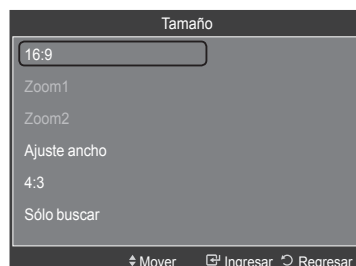 Tamaño
16:9
Zoom1
Zoom2
Ajuste ancho
4:3
Sólo buscar
Mover Ingresar Regresar